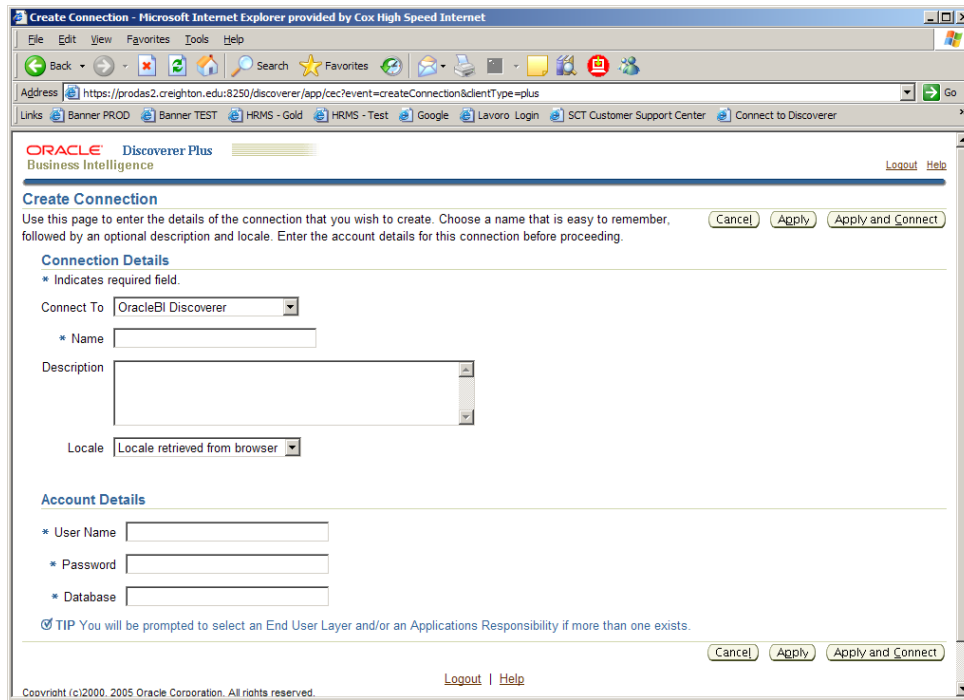 Create Connection - Microsoft Internet Explorer provided by Cox High Speed Internet
File Edit View Favorites Tools Help
Back Search Favorites
Address https://prodas2.creighton.edu:8250/discoverer/app/cec?event=createConnection&clientType=plus Go
Links Banner PROD Banner TEST HRMS - Gold HRMS - Test Google Lavoro Login SCT Customer Support Center Connect to Discoverer »
ORACLE Discoverer Plus
Business Intelligence
Logout Help
Create Connection
Use this page to enter the details of the connection that you wish to create. Choose a name that is easy to remember,
followed by an optional description and locale. Enter the account details for this connection before proceeding.
Cancel Apply Apply and Connect
Connection Details
* Indicates required field.
Connect To OracleBI Discoverer
* Name
Description
Locale Locale retrieved from browser
Account Details
* User Name
* Password
* Database
TIP You will be prompted to select an End User Layer and/or an Applications Responsibility if more than one exists.
Cancel Apply Apply and Connect
Logout | Help
Copyright (c)2000, 2005 Oracle Corporation. All rights reserved.